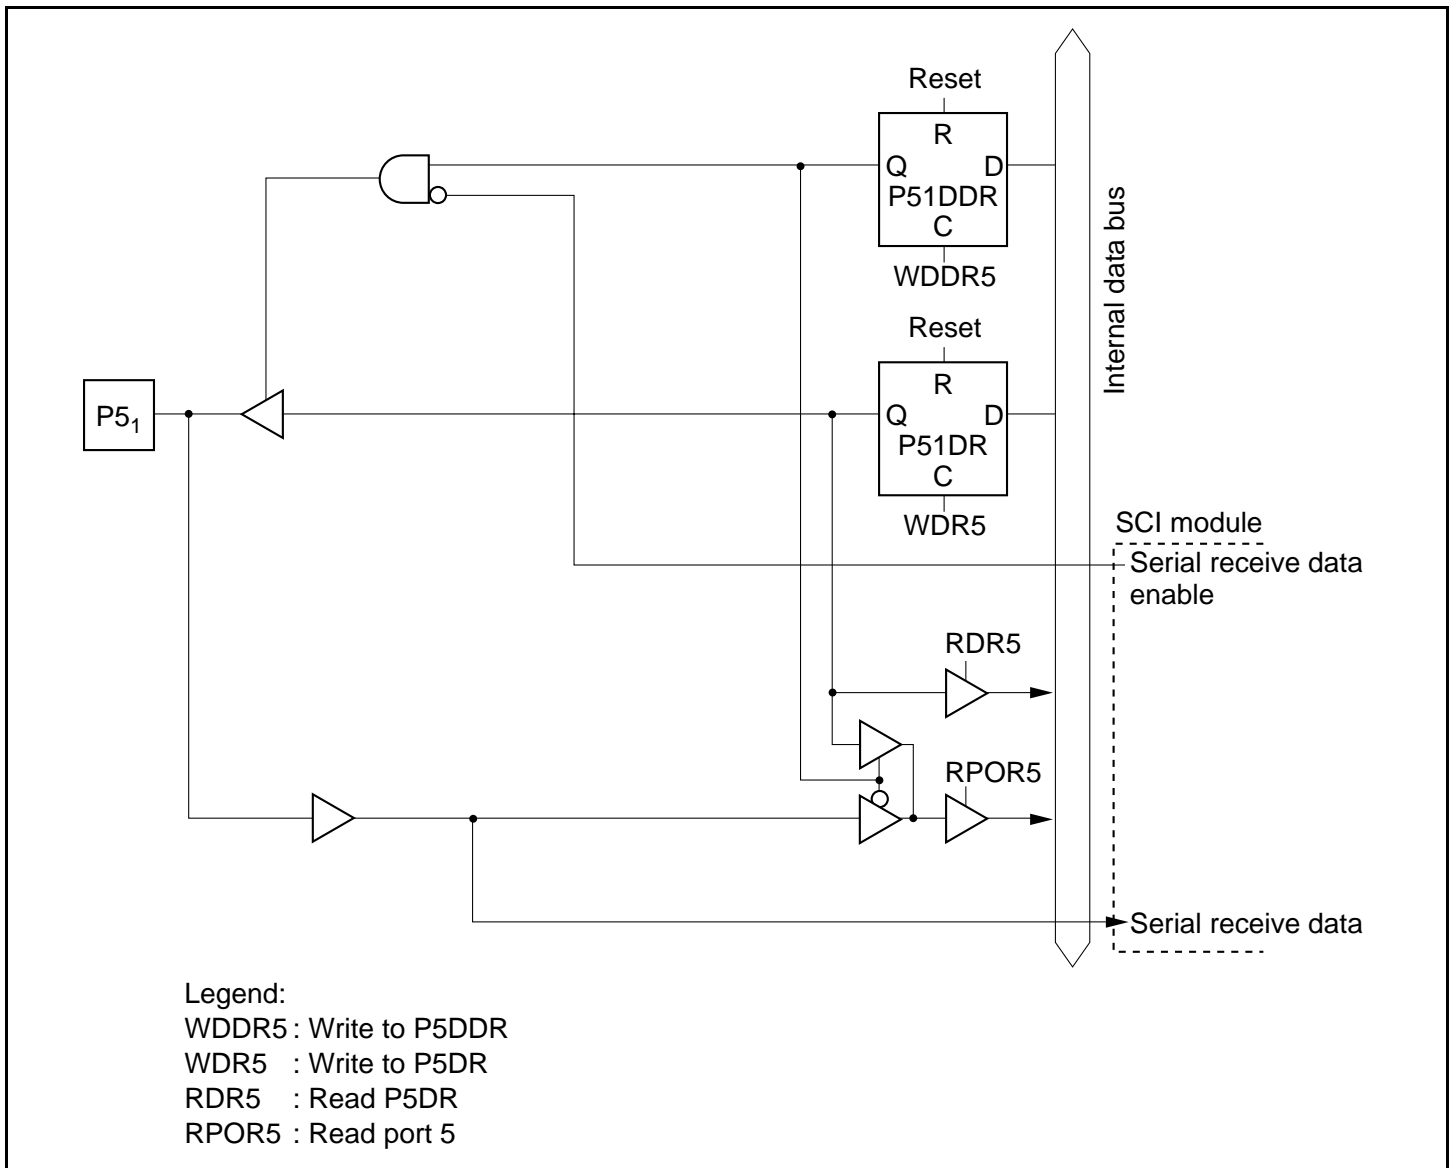 Reset
R
Q D
P51DDR
C
WDDR5
Internal data bus
Reset
R
P5₁
Q D
P51DR
C
WDR5
SCI module
Serial receive data
enable
RDR5
RPOR5
Serial receive data
Legend:
WDDR5 : Write to P5DDR
WDR5 : Write to P5DR
RDR5 : Read P5DR
RPOR5 : Read port 5